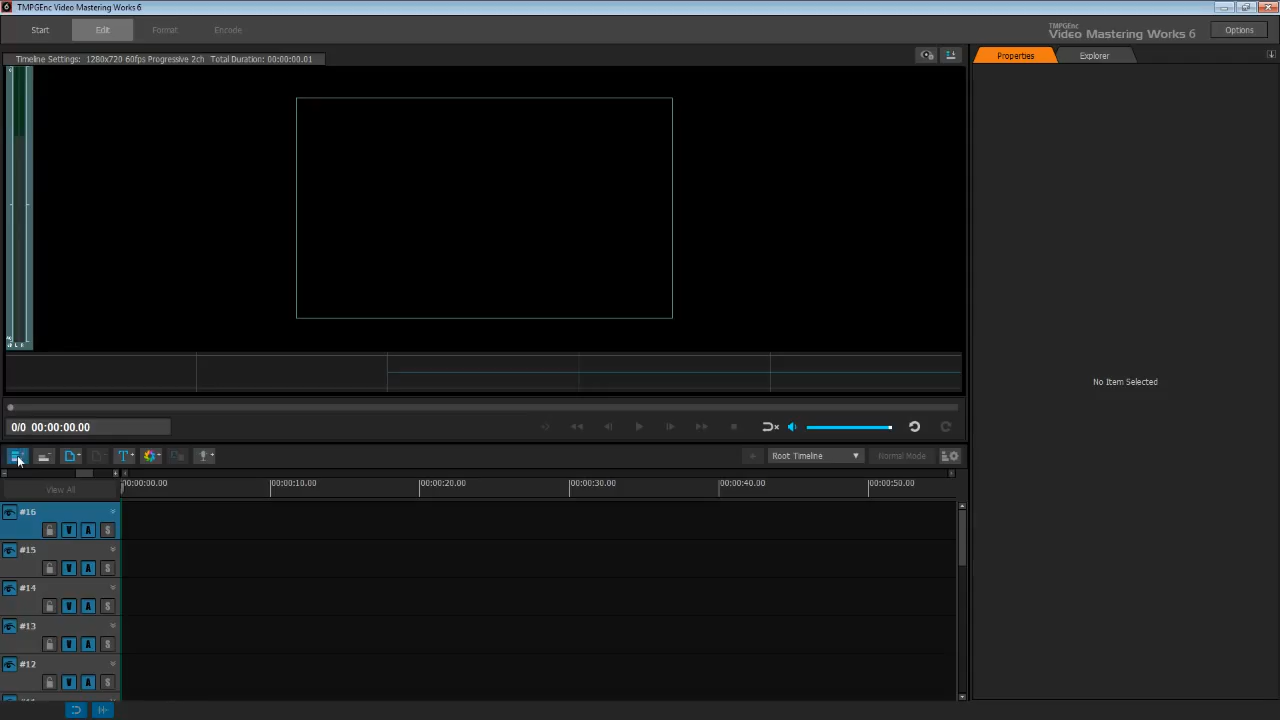 TMPGEnc Video Mastering Works 6
Start
Edit
Format
Encode
TMPGEnc
Video Mastering Works 6
Options
Timeline Settings: 1280x720 60fps Progressive 2ch Total Duration: 00:00:00.01
Properties
Explorer
No Item Selected
0/0 00:00:00.00
T
Root Timeline
Normal Mode
View All
00:00:00.00
00:00:10.00
00:00:20.00
00:00:30.00
00:00:40.00
00:00:50.00
#16
V A S
#15
V A S
#14
V A S
#13
V A S
#12
V A S